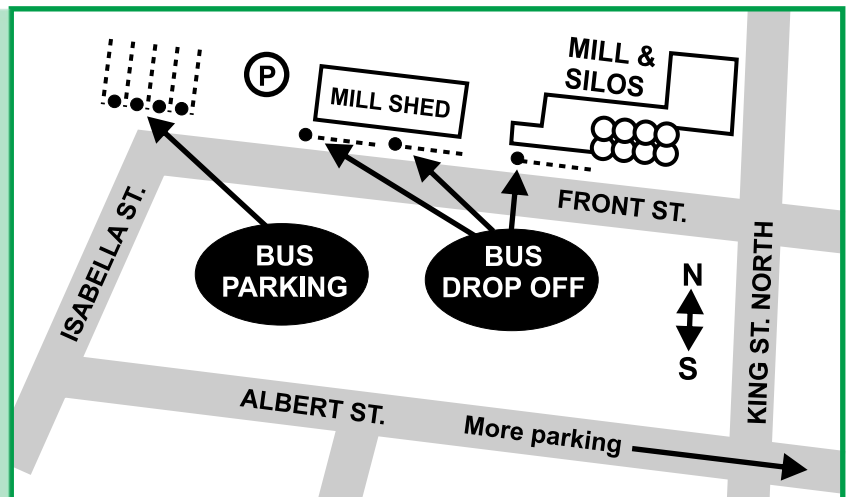 MILL &
SILOS
P
MILL SHED
FRONT ST.
ISABELLA ST.
BUS
PARKING
BUS
DROP OFF
N
S
KING ST. NORTH
ALBERT ST.
More parking